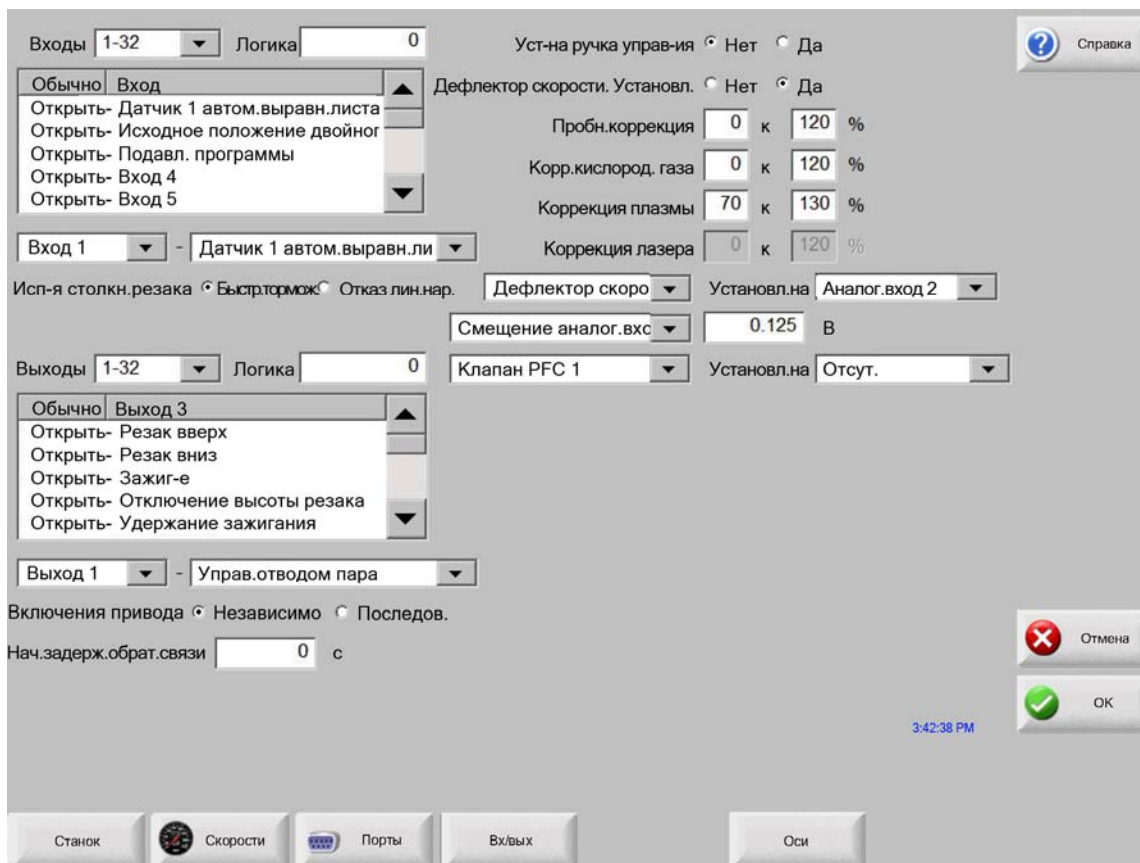 Входы 1-32 Логика 0 Уст-на ручка управ-ия Нет Да Справка
Обычно Вход Дефлектор скорости. Установл. Нет Да
Открыть- Датчик 1 автом.выравн.листа
Открыть- Исходное положение двойног Пробн.коррекция 0 к 120 %
Открыть- Подавл. программы
Открыть- Вход 4 Корр.кислород. газа 0 к 120 %
Открыть- Вход 5
Коррекция плазмы 70 к 130 %
Вход 1 - Датчик 1 автом.выравн.ли Коррекция лазера 0 к 120 %
Исп-я столкн.резака Быстр.тормож Отказ лин.нар. Дефлектор скоро Установл.на Аналог.вход 2
Смещение аналог.вхо 0.125 В
Выходы 1-32 Логика 0 Клапан PFC 1 Установл.на Отсут.
Обычно Выход 3
Открыть- Резак вверх
Открыть- Резак вниз
Открыть- Зажиг-е
Открыть- Отключение высоты резака
Открыть- Удержание зажигания
Выход 1 - Управ.отводом пара
Включения привода Независимо Последов.
Отмена
Нач.задерж.обрат.связи 0 с
OK
3:42:38 PM
Станок Скорости Порты Вх/вых Оси